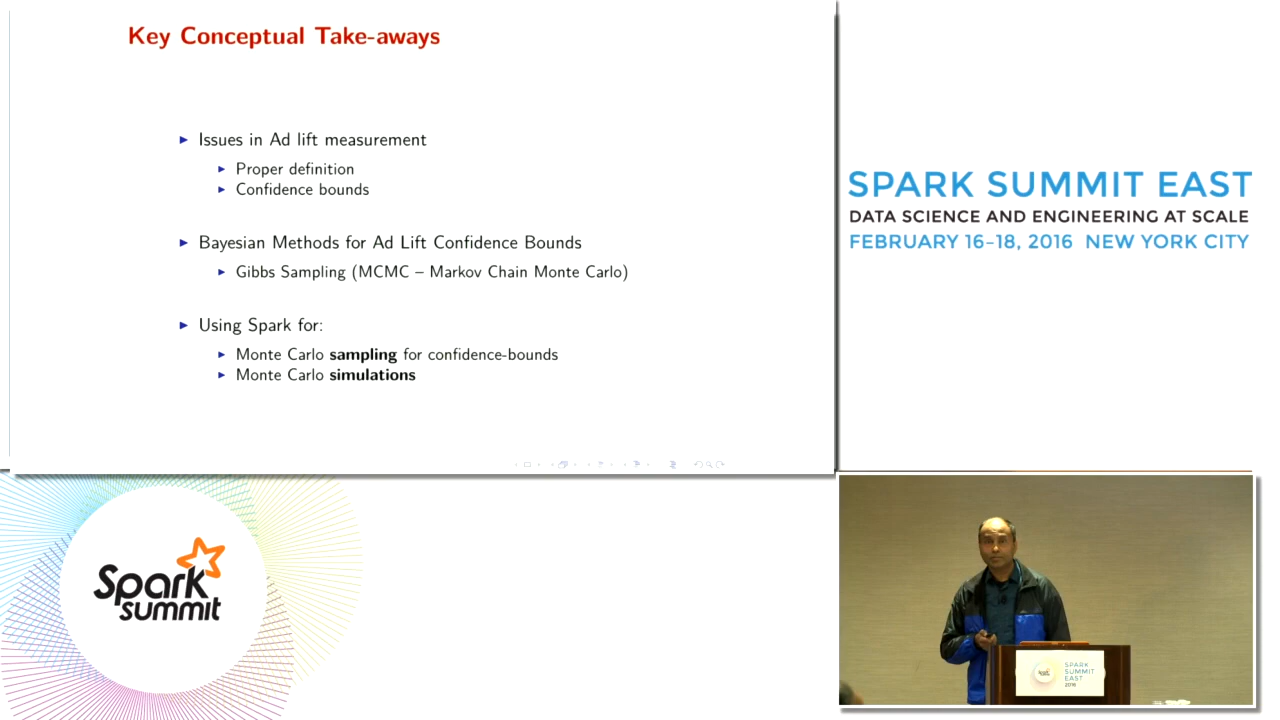 Key Conceptual Take-aways
Issues in Ad lift measurement
Proper definition
Confidence bounds
Bayesian Methods for Ad Lift Confidence Bounds
Gibbs Sampling (MCMC – Markov Chain Monte Carlo)
Using Spark for:
Monte Carlo sampling for confidence-bounds
Monte Carlo simulations
SPARK SUMMIT EAST
DATA SCIENCE AND ENGINEERING AT SCALE
FEBRUARY 16-18, 2016 NEW YORK CITY
Spark
summit
SPARK
SUMMIT
EAST
2016